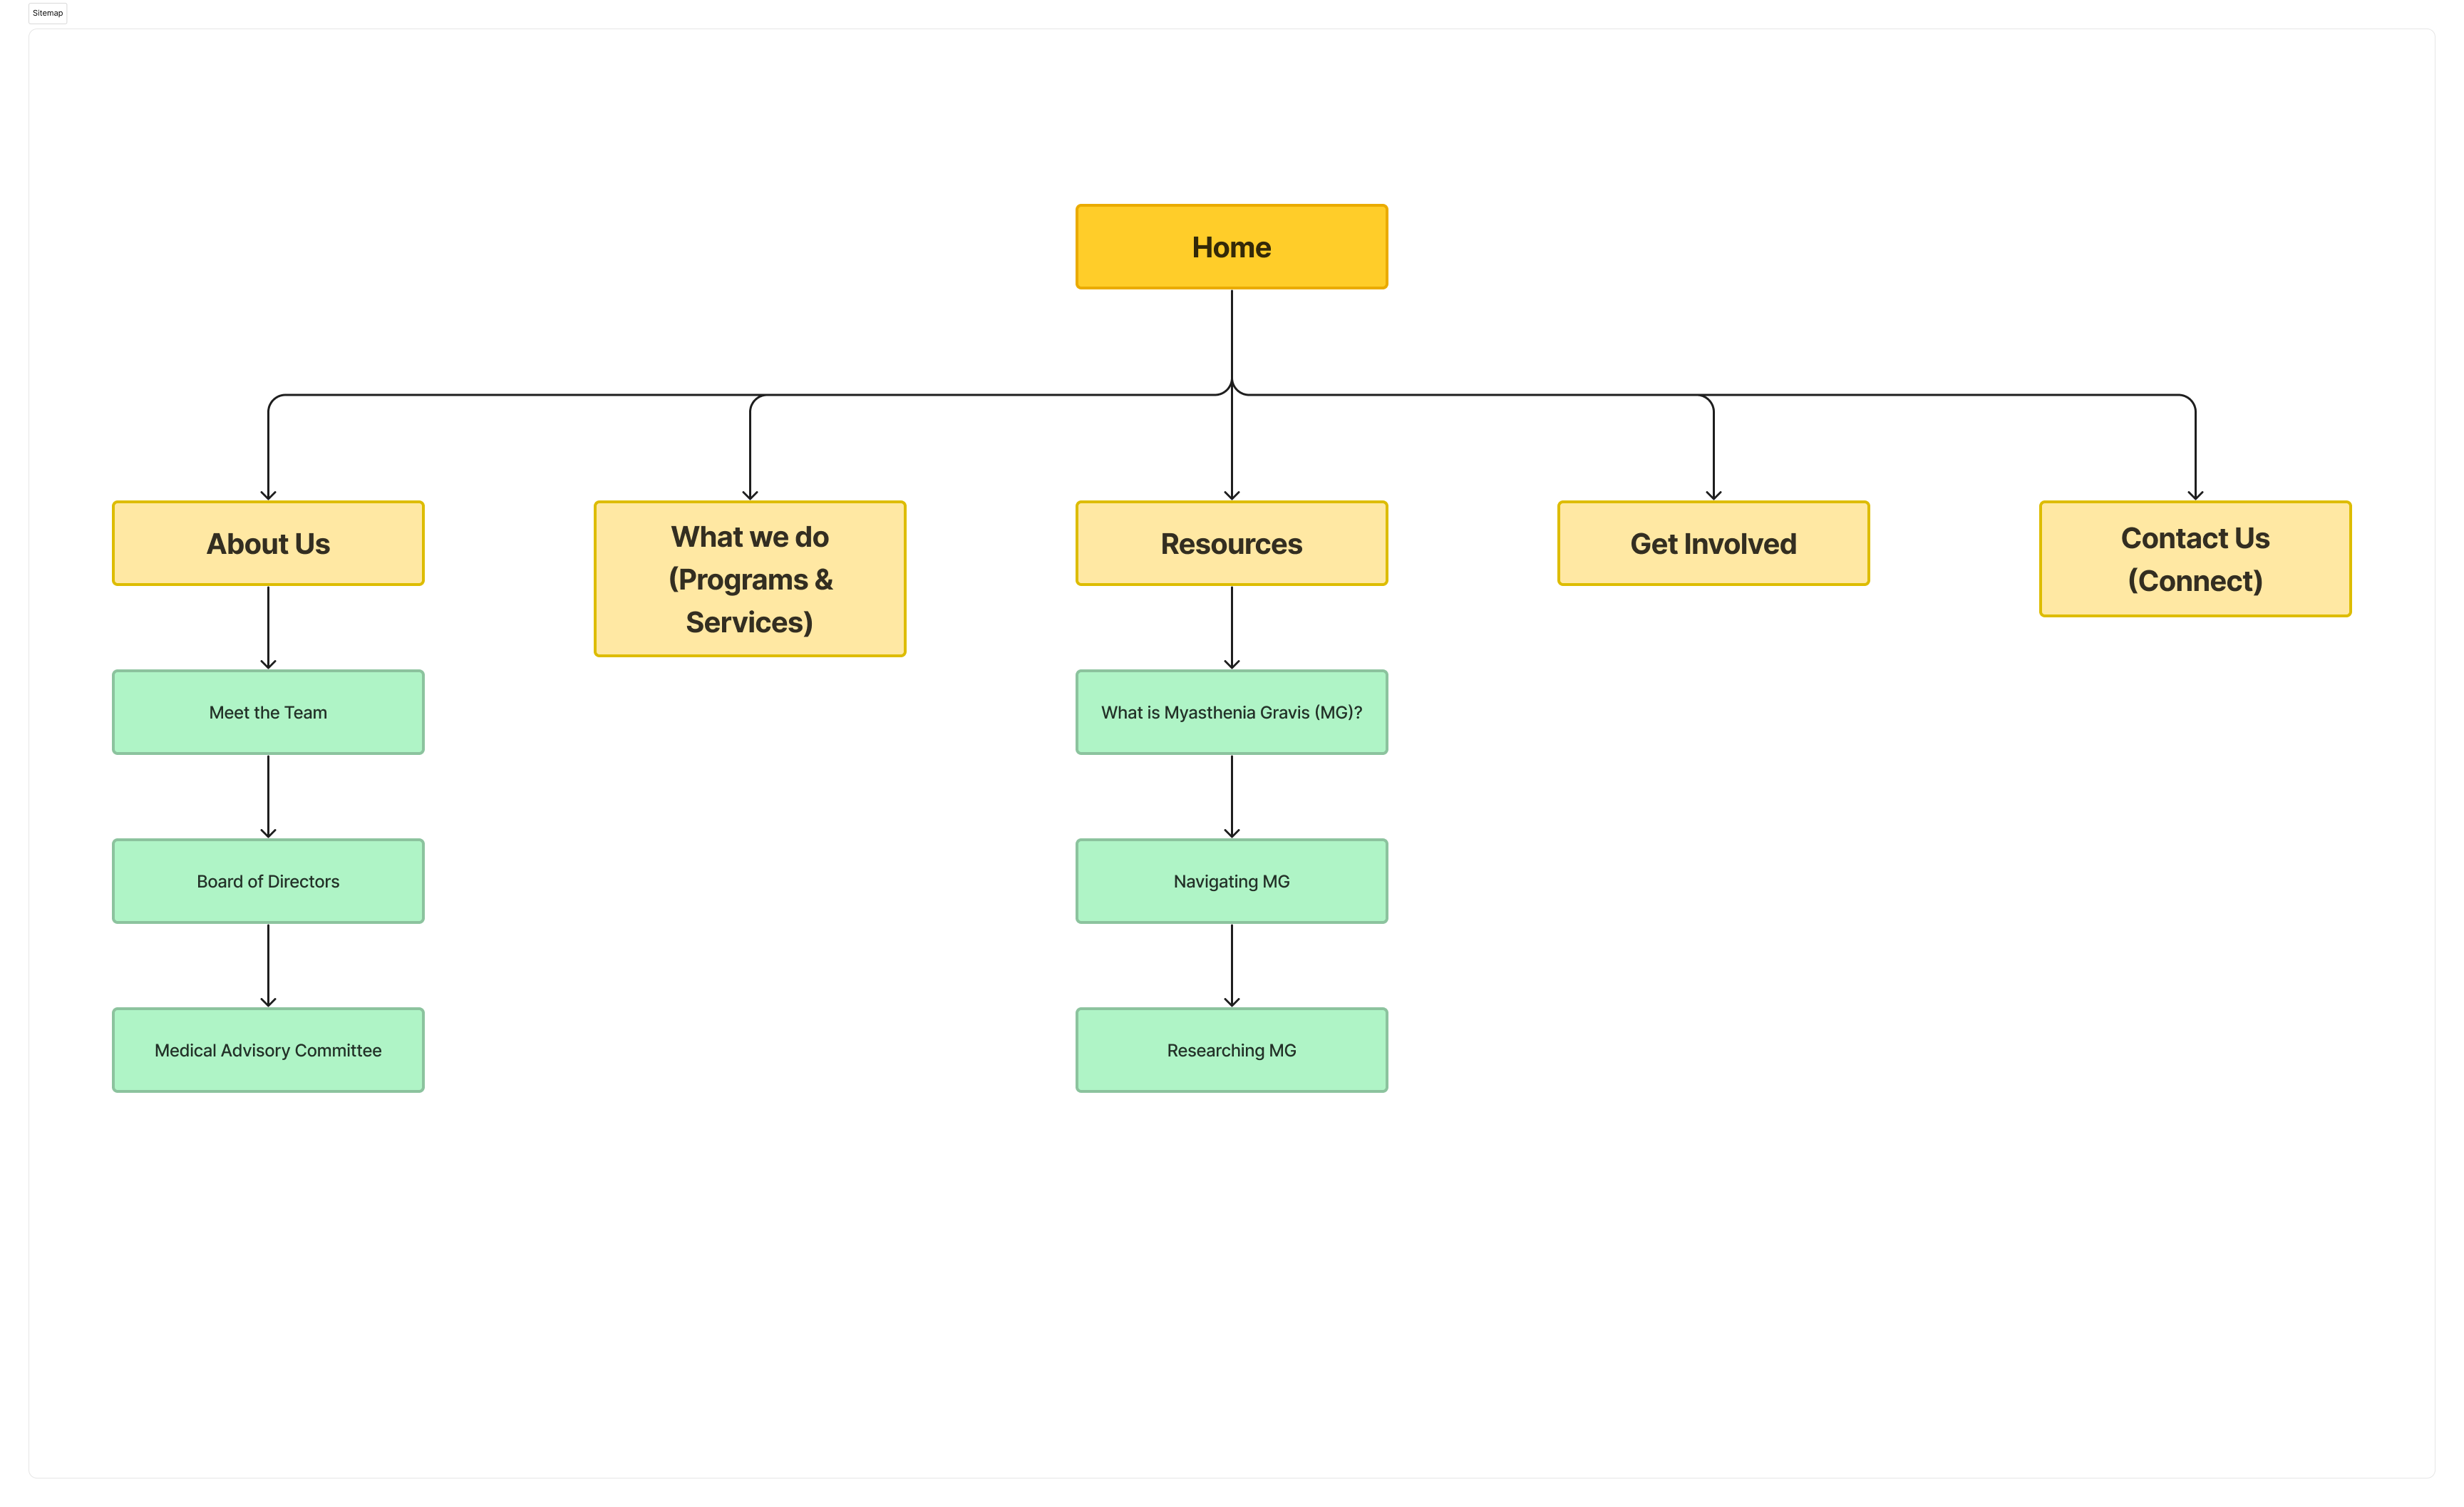 Sitemap
Home
About Us
What we do
(Programs &
Services)
Resources
Get Involved
Contact Us
(Connect)
Meet the Team
What is Myasthenia Gravis (MG)?
Board of Directors
Navigating MG
Medical Advisory Committee
Researching MG